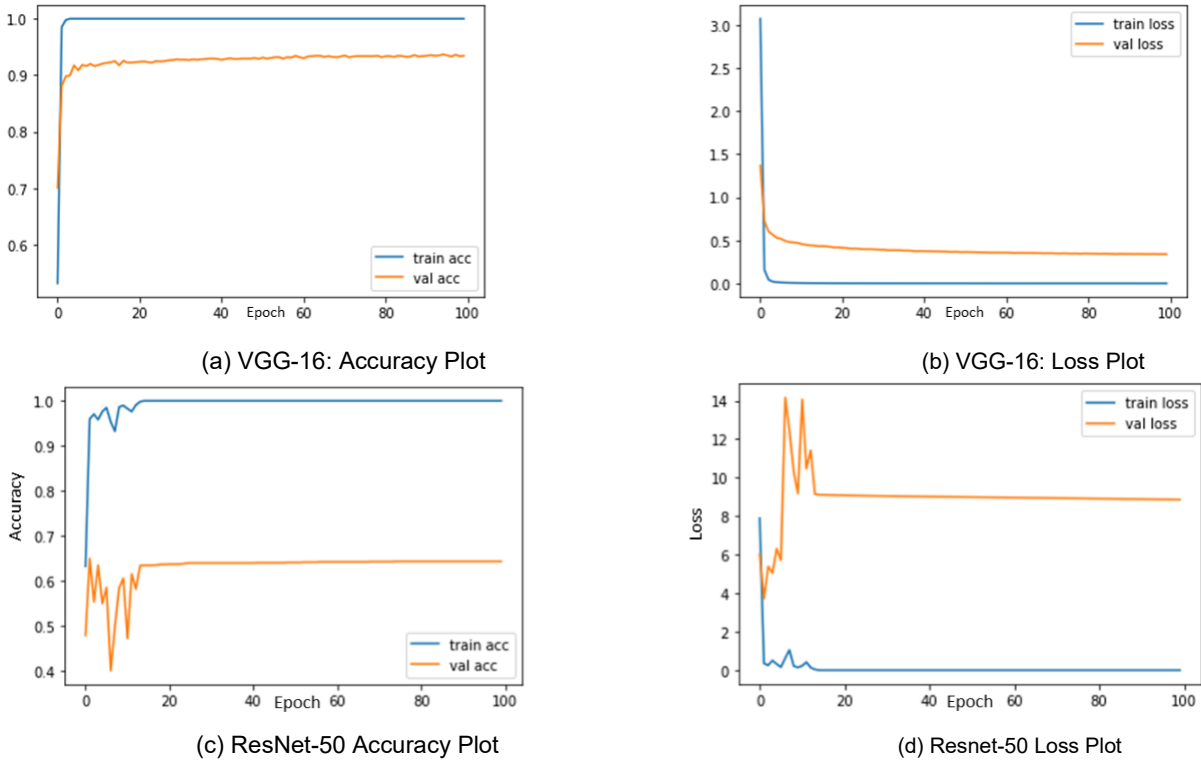 1.0
0.9
0.8
0.7
0.6
train acc
val acc
0 20 Epoch 40 60 80 100
(a) VGG-16: Accuracy Plot
3.0
2.5
2.0
1.5
1.0
0.5
0.0
train loss
val loss
0 20 40 Epoch 60 80 100
(b) VGG-16: Loss Plot
Accuracy
1.0
0.9
0.8
0.7
0.6
0.5
0.4
train acc
val acc
0 20 40 Epoch 60 80 100
(c) ResNet-50 Accuracy Plot
Loss
14
12
10
8
6
4
2
0
train loss
val loss
0 20 40 Epoch 60 80 100
(d) Resnet-50 Loss Plot